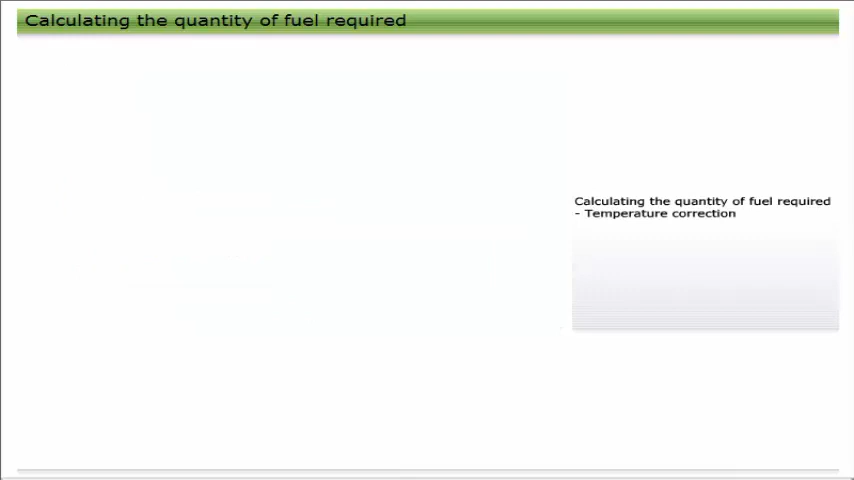 Calculating the quantity of fuel required
Calculating the quantity of fuel required
- Temperature correction